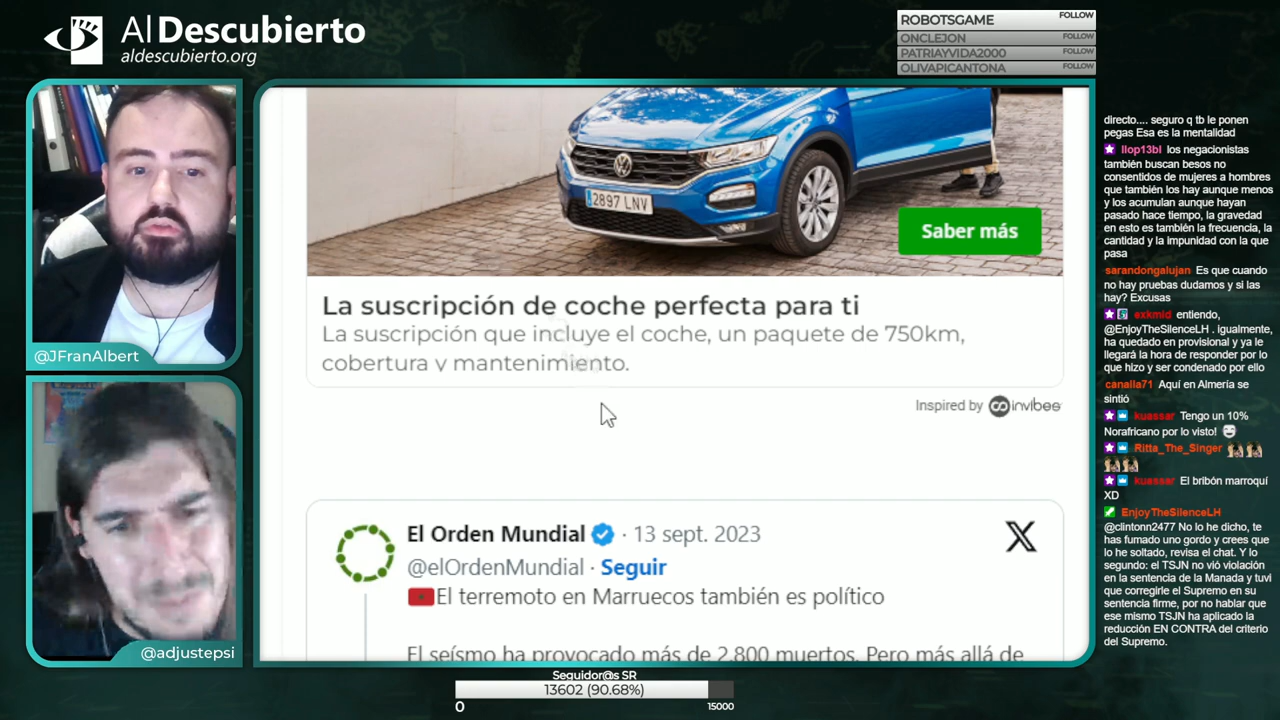 Al Descubierto
aldescubierto.org
ROBOTSGAME FOLLOW
ONCLEJON FOLLOW
PATRIAYVIDA2000 FOLLOW
OLIVAPICANTONA FOLLOW
@JFranAlbert
@adjustepsi
2897 LNV
Saber más
La suscripción de coche perfecta para ti
La suscripción que incluye el coche, un paquete de 750km,
cobertura y mantenimiento.
Inspired by invibes
El Orden Mundial · 13 sept. 2023
@elOrdenMundial · Seguir
El terremoto en Marruecos también es político
El seísmo ha provocado más de 2.800 muertos. Pero más allá de
directo.... seguro q tb le ponen
pegas Esa es la mentalidad
llop13bl los negacionistas
también buscan besos no
consentidos de mujeres a hombres
que también los hay aunque menos
y los acumulan aunque hayan
pasado hace tiempo, la gravedad
en esto es también la frecuencia, la
cantidad y la impunidad con la que
pasa
sarandongalujan Es que cuando
no hay pruebas dudamos y si las
hay? Excusas
exkmid entiendo,
@EnjoyTheSilenceLH . Igualmente,
ha quedado en provisional y ya le
llegará la hora de responder por lo
que hizo y ser condenado por ello
canalla71 Aquí en Almería se
sintió
kuassar Tengo un 10%
Norafricano por lo visto!
Ritta_The_Singer
kuassar El bribón marroquí
XD
EnjoyTheSilenceLH
@clintonn2477 No lo he dicho, te
has fumado uno gordo y crees que
lo he soltado, revisa el chat. Y lo
segundo: el TSJN no vió violación
en la sentencia de la Manada y tuvi
que corregirle el Supremo en su
sentencia firme, por no hablar que
ese mismo TSJN ha aplicado la
reducción EN CONTRA del criterio
del Supremo.
Seguidor@s SR
13602 (90.68%)
0 15000